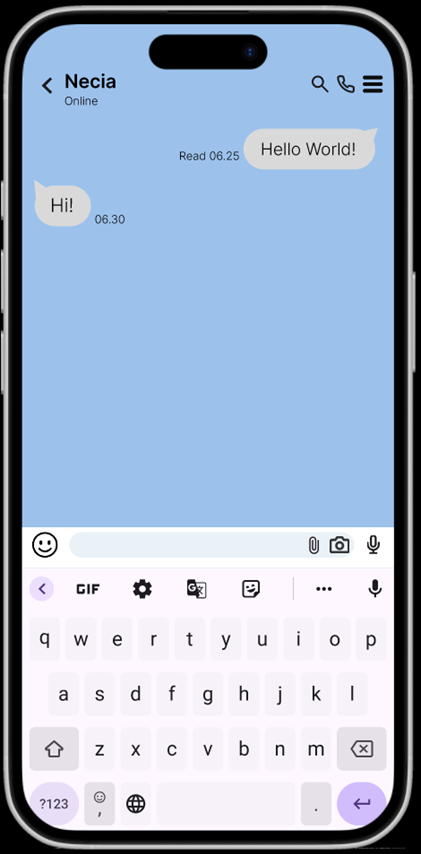 Necia
Online
Read 06.25 Hello World!
Hi! 06.30
GIF G
q w e r t y u i o p
a s d f g h j k l
z x c v b n m
?123 , .